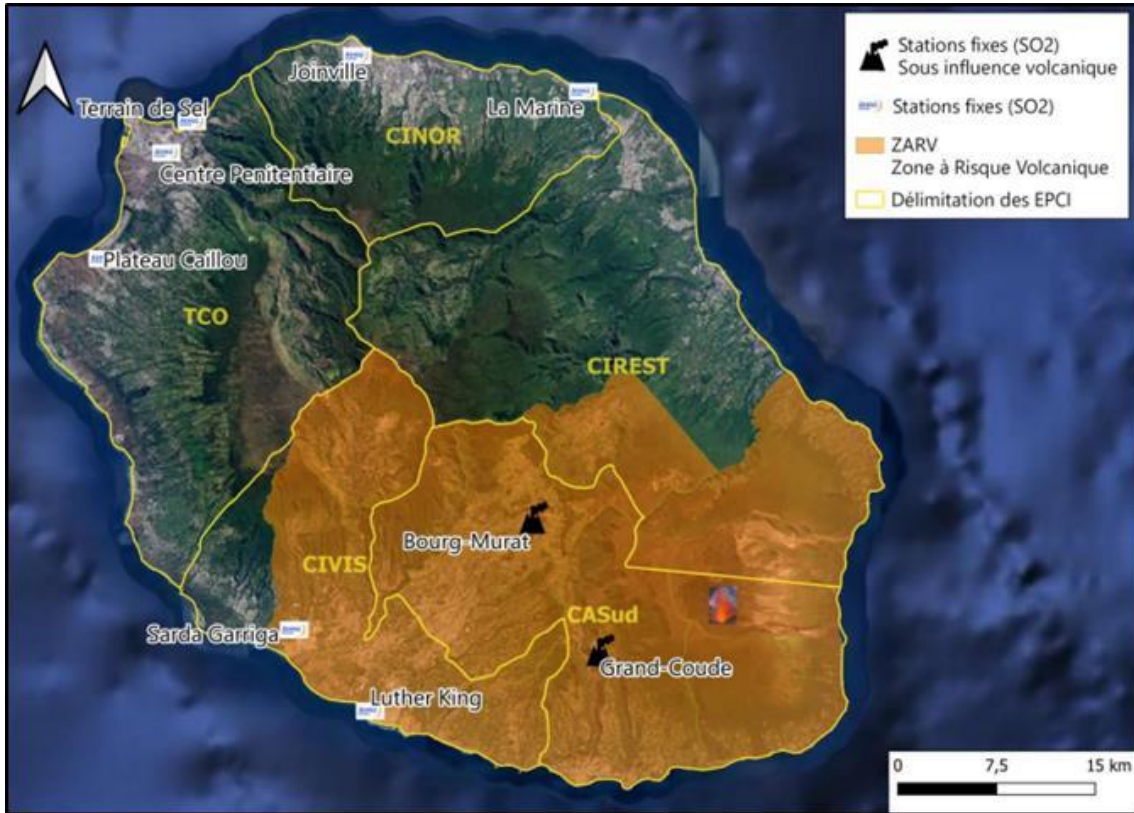 Stations fixes (SO2)
Sous influence volcanique
Stations fixes (SO2)
ZARV
Zone à Risque Volcanique
Délimitation des EPCI
Joinville
Terrain de Sel
La Marine
CINOR
Centre Penitentiaire
Plateau Caillou
TCO
CIREST
Bourg-Murat
CIVIS
CASud
Sarda Garriga
Grand-Coude
Luther King
0 7,5 15 km